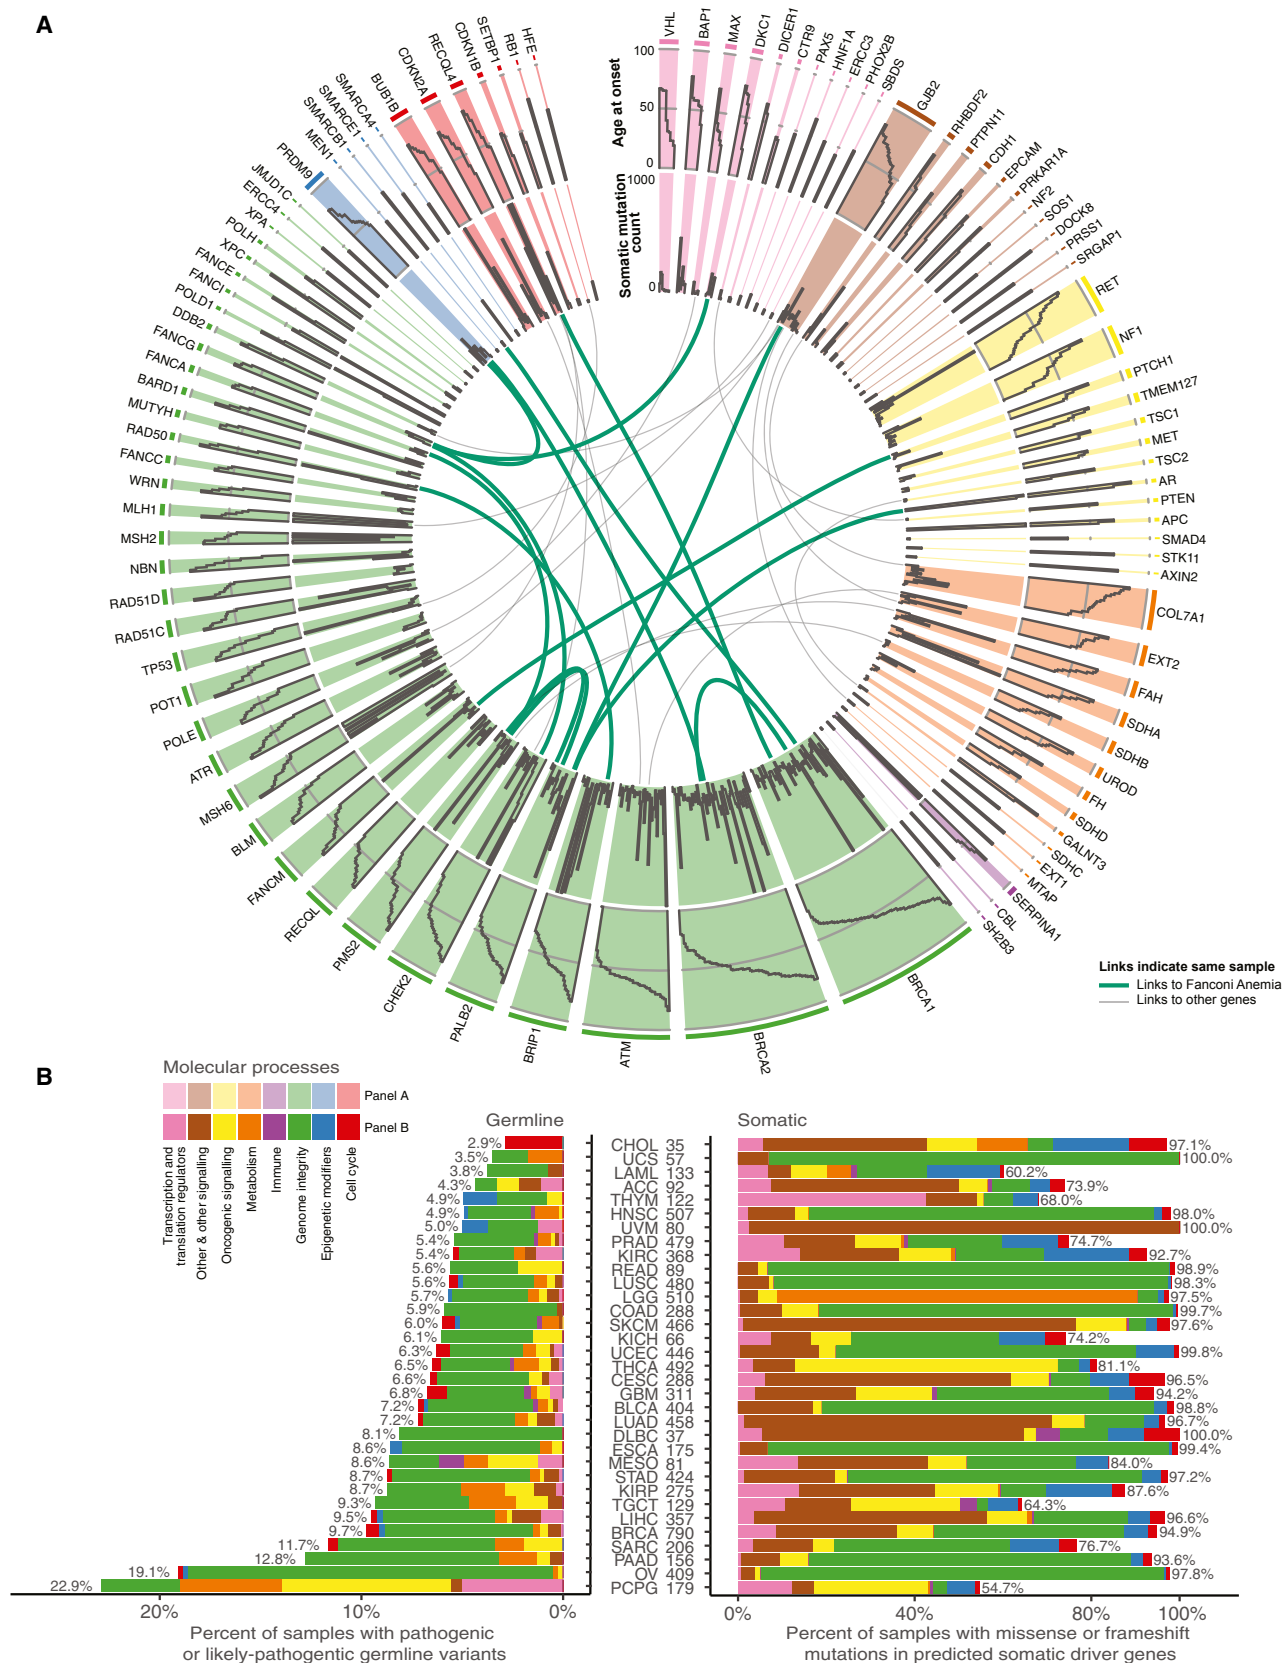 A
VHL
BAP1
MAX
DKC1
DICER1
CTR9
PAX5
HNF1A
ERCC3
PHOX2B
SBDS
GJB2
RHBDF2
PTPN11
CDH1
EPCAM
PRKAR1A
NF2
SOS1
DOCK8
PRSS1
SRGAP1
RET
NF1
PTCH1
TMEM127
TSC1
MET
TSC2
AR
PTEN
APC
SMAD4
STK11
AXIN2
COL7A1
EXT2
FAH
SDHA
SDHB
UROD
FH
SDHD
GALNT3
SDHC
EXT1
MTAP
SERPINA1
CBL
SH2B3
BRCA1
BRCA2
ATM
BRIP1
PALB2
CHEK2
PMS2
RECQL
FANCM
BLM
MSH6
ATR
POLE
POT1
TP53
RAD51C
RAD51D
NBN
MSH2
MLH1
WRN
FANCC
RAD50
MUTYH
BARD1
FANCA
FANCG
DDB2
POLD1
FANCI
FANCE
XPC
POLH
XPA
ERCC4
JMJD1C
PRDM9
MEN1
SMARCB1
SMARCE1
SMARCA4
BUB1B
CDKN2A
RECQL4
CDKN1B
SETBP1
RB1
HFE
100
50
0
Age at onset
1000
0
Somatic mutation
count
Links indicate same sample
Links to Fanconi Anemia
Links to other genes
B
Molecular processes
Panel A
Panel B
Transcription and
translation regulators
Other & other signaling
Oncogenic signalling
Metabolism
Immune
Genome integrity
Epigenetic modifiers
Cell cycle
Germline
Somatic
2.9% CHOL 35 97.1%
3.5% UCS 57 100.0%
3.8% LAML 133 60.2%
4.3% ACC 92 73.9%
4.9% THYM 122 68.0%
4.9% HNSC 507 98.0%
5.0% UVM 80 100.0%
5.4% PRAD 479 74.7%
5.4% KIRC 368 92.7%
5.6% READ 89 98.9%
5.6% LUSC 480 98.3%
5.7% LGG 510 97.5%
5.9% COAD 288 99.7%
6.0% SKCM 466 97.6%
6.1% KICH 66 74.2%
6.3% UCEC 446 99.8%
6.5% THCA 492 81.1%
6.6% CESC 288 96.5%
6.8% GBM 311 94.2%
7.2% BLCA 404 98.8%
7.2% LUAD 458 96.7%
8.1% DLBC 37 100.0%
8.6% ESCA 175 99.4%
8.6% MESO 81 84.0%
8.7% STAD 424 97.2%
8.7% KIRP 275 87.6%
9.3% TGCT 129 64.3%
9.5% LIHC 357 96.6%
9.7% BRCA 790 94.9%
11.7% SARC 206 76.7%
12.8% PAAD 156 93.6%
19.1% OV 409 97.8%
22.9% PCPG 179 54.7%
20% 10% 0%
0% 40% 80% 100%
Percent of samples with pathogenic
or likely-pathogentic germline variants
Percent of samples with missense or frameshift
mutations in predicted somatic driver genes